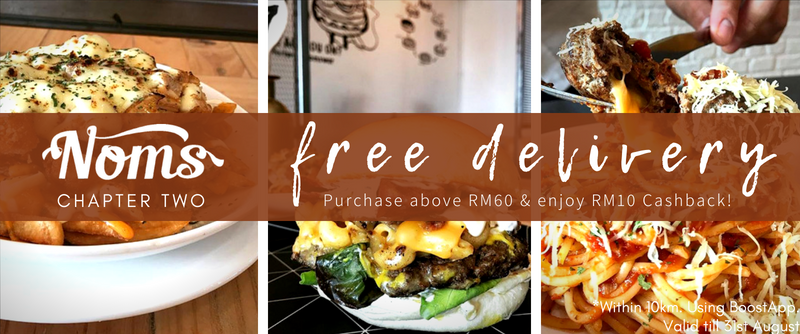 Noms
CHAPTER TWO
free delivery
Purchase above RM60 & enjoy RM10 Cashback!
*Within 10km. Using BoostApp.
Valid till 31st August